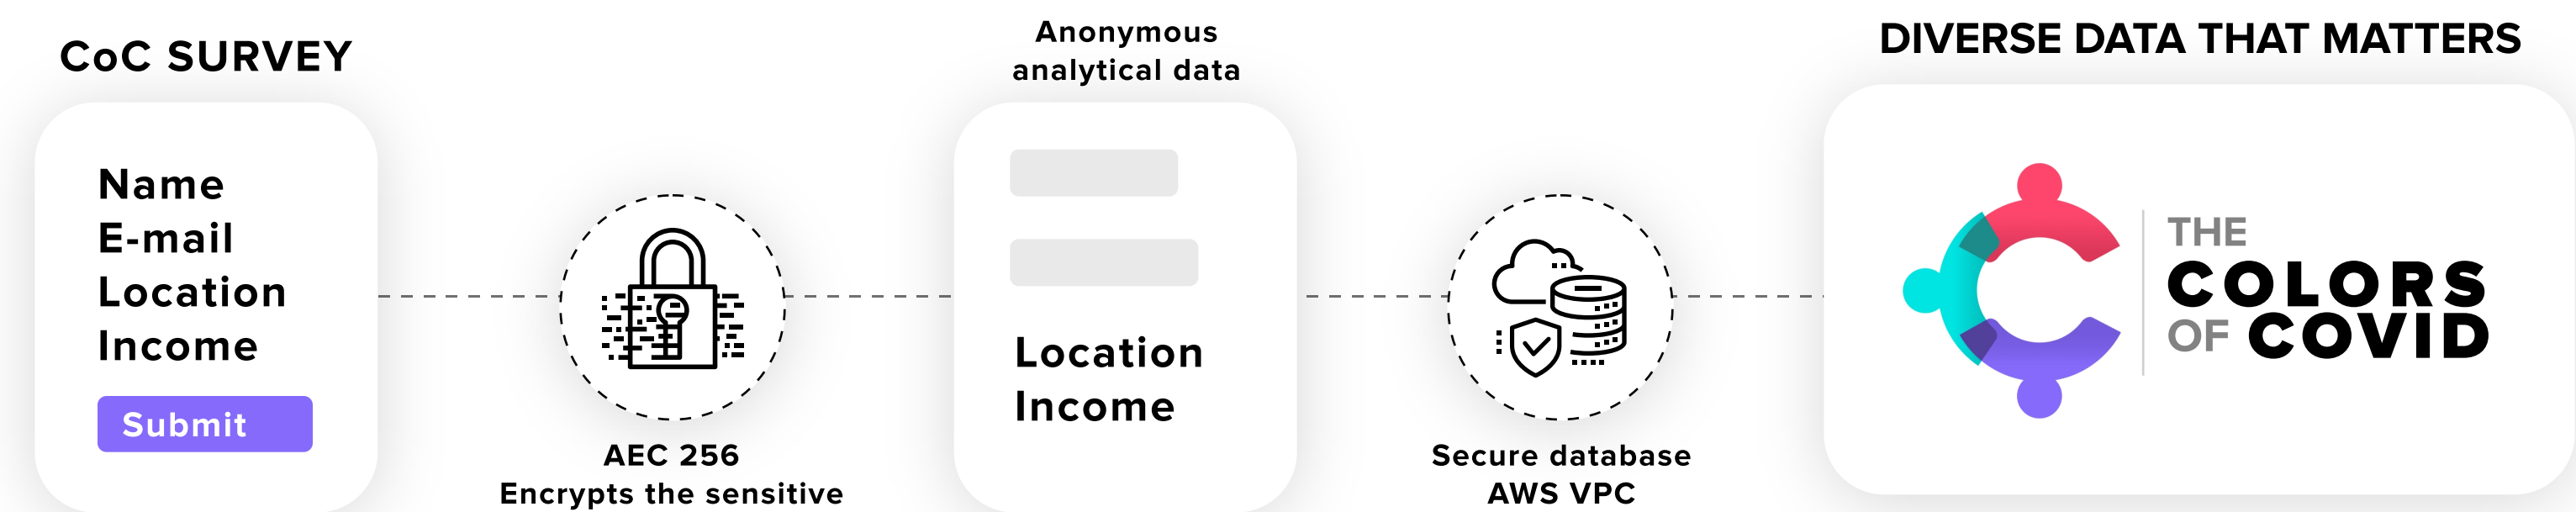 CoC SURVEY
Name
E-mail
Location
Income
Submit
AEC 256
Encrypts the sensitive
Anonymous
analytical data
Location
Income
Secure database
AWS VPC
DIVERSE DATA THAT MATTERS
THE
COLORS
OF COVID